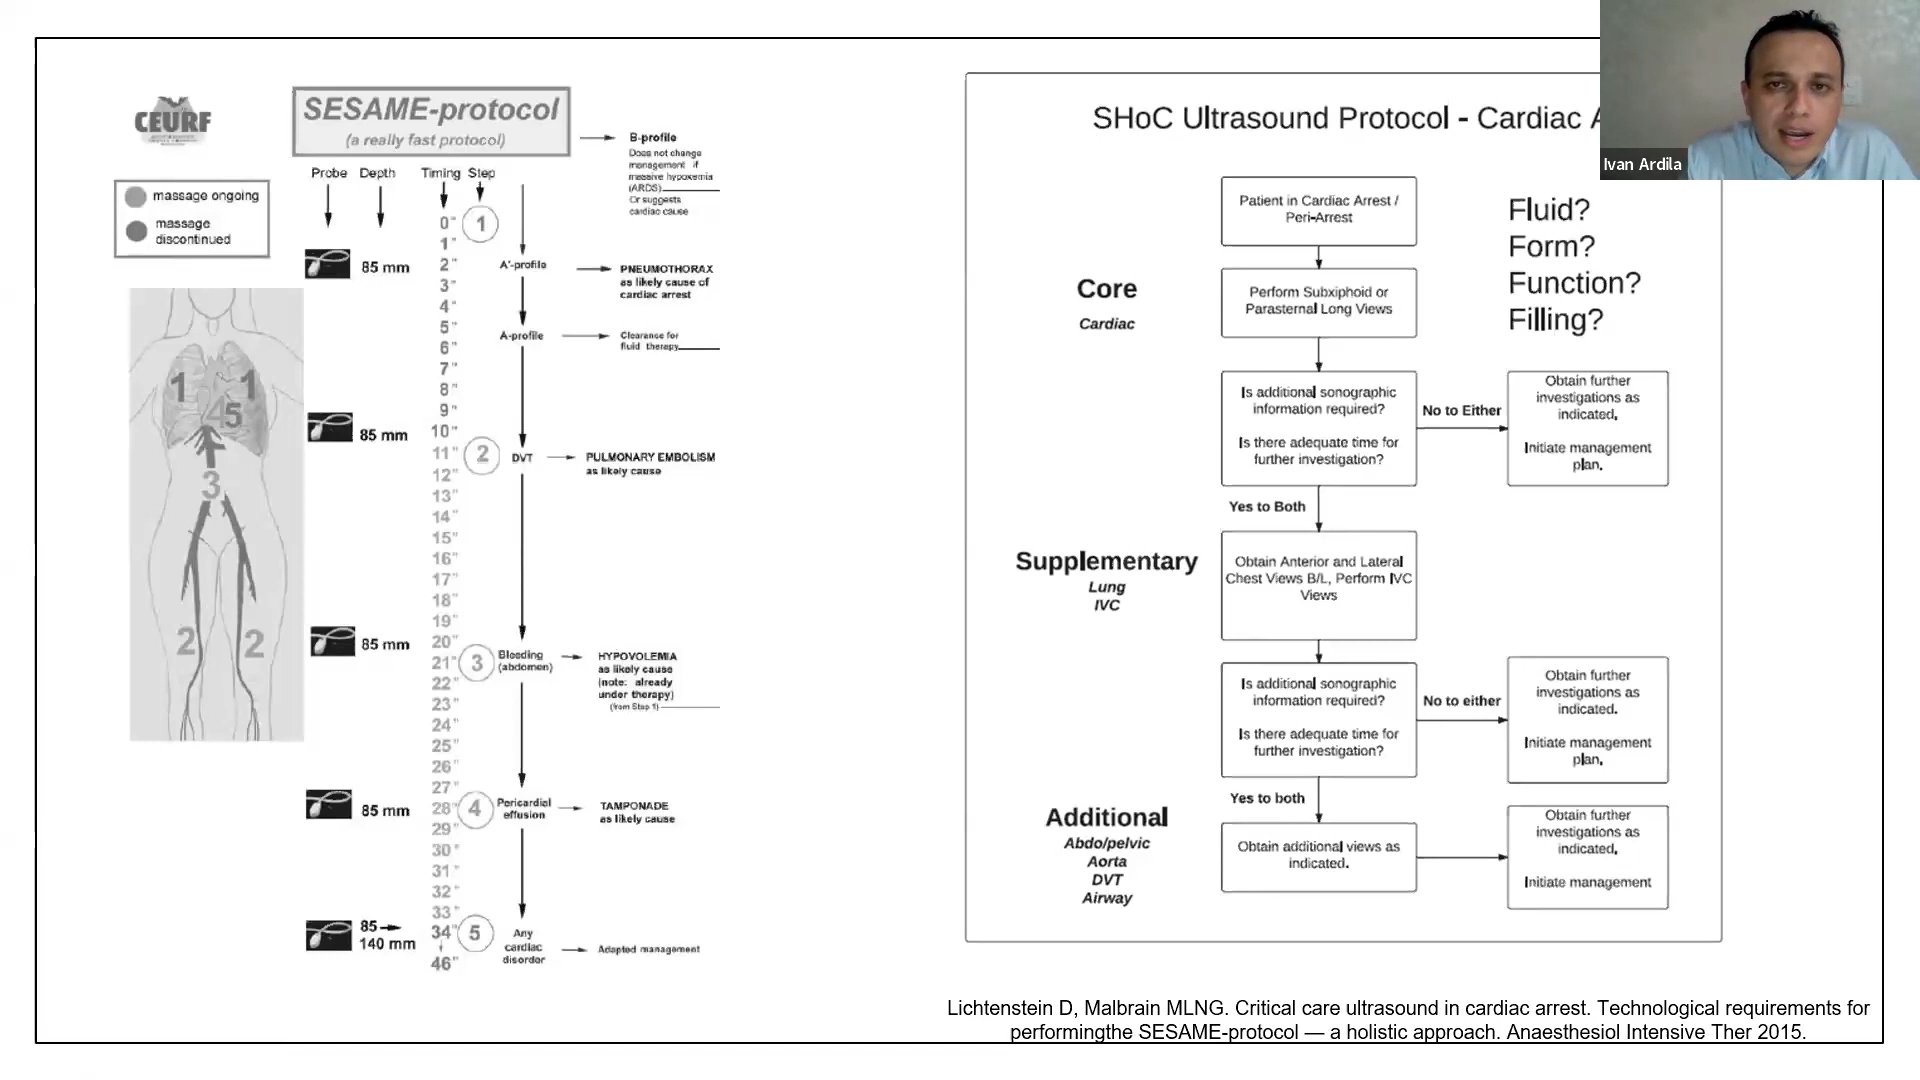 CEURF
SESAME-protocol
(a really fast protocol)
Probe Depth Timing Step
massage ongoing
massage
discontinued
B-profile
Does not change
management if
massive hypoxemia
(ARDS)
Or suggests
cardiac cause
0"
1"
2"
3"
4"
5"
6"
7"
8"
9"
10"
11"
12"
13"
14"
15"
16"
17"
18"
19"
20"
21"
22"
23"
24"
25"
26"
27"
28"
29"
30"
31"
32"
33"
34"
46"
1
85 mm
A'-profile
PNEUMOTHORAX
as likely cause of
cardiac arrest
A-profile
Clearance for
fluid therapy
85 mm
2
DVT
PULMONARY EMBOLISM
as likely cause
85 mm
3
Bleeding
(abdomen)
HYPOVOLEMIA
as likely cause
(note: already
under therapy)
(from Step 1)
85 mm
4
Pericardial
effusion
TAMPONADE
as likely cause
85
140 mm
5
Any
cardiac
disorder
Adapted management
1 1
4 5
3
2 2
SHoC Ultrasound Protocol - Cardiac A
Patient in Cardiac Arrest /
Peri-Arrest
Fluid?
Form?
Function?
Filling?
Core
Cardiac
Perform Subxiphoid or
Parasternal Long Views
Is additional sonographic
information required?
Is there adequate time for
further investigation?
No to Either
Obtain further
investigations as
indicated.
Initiate management
plan.
Yes to Both
Supplementary
Lung
IVC
Obtain Anterior and Lateral
Chest Views B/L, Perform IVC
Views
Is additional sonographic
information required?
Is there adequate time for
further investigation?
No to either
Obtain further
investigations as
indicated.
Initiate management
plan.
Yes to both
Additional
Abdo/pelvic
Aorta
DVT
Airway
Obtain additional views as
indicated.
Obtain further
investigations as
indicated.
Initiate management
Ivan Ardila
Lichtenstein D, Malbrain MLNG. Critical care ultrasound in cardiac arrest. Technological requirements for
performingthe SESAME-protocol — a holistic approach. Anaesthesiol Intensive Ther 2015.